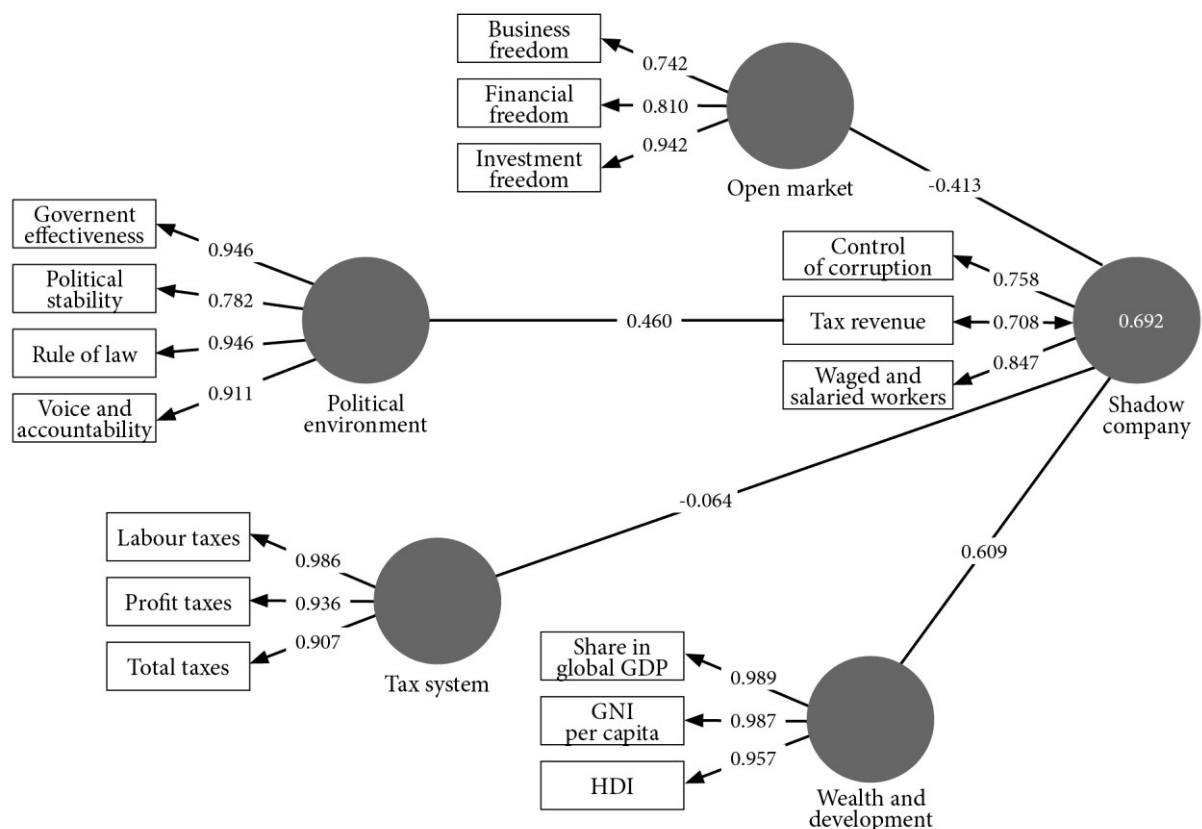 Business
freedom
0.742
Financial
freedom
0.810
Investment
freedom
0.942
Open market
-0.413
Governent
effectiveness
0.946
Political
stability
0.782
Rule of law
0.946
Voice and
accountability
0.911
Political
environment
0.460
Control
of corruption
0.758
Tax revenue
0.708
Waged and
salaried workers
0.847
0.692
Shadow
company
-0.064
0.609
Labour taxes
0.986
Profit taxes
0.936
Total taxes
0.907
Tax system
Share in
global GDP
0.989
GNI
per capita
0.987
HDI
0.957
Wealth and
development